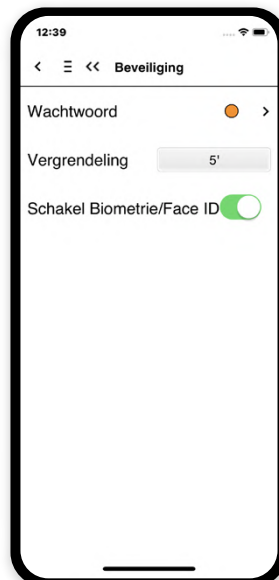 12:39
Beveiliging
Wachtwoord
Vergrendeling 5'
Schakel Biometrie/Face ID